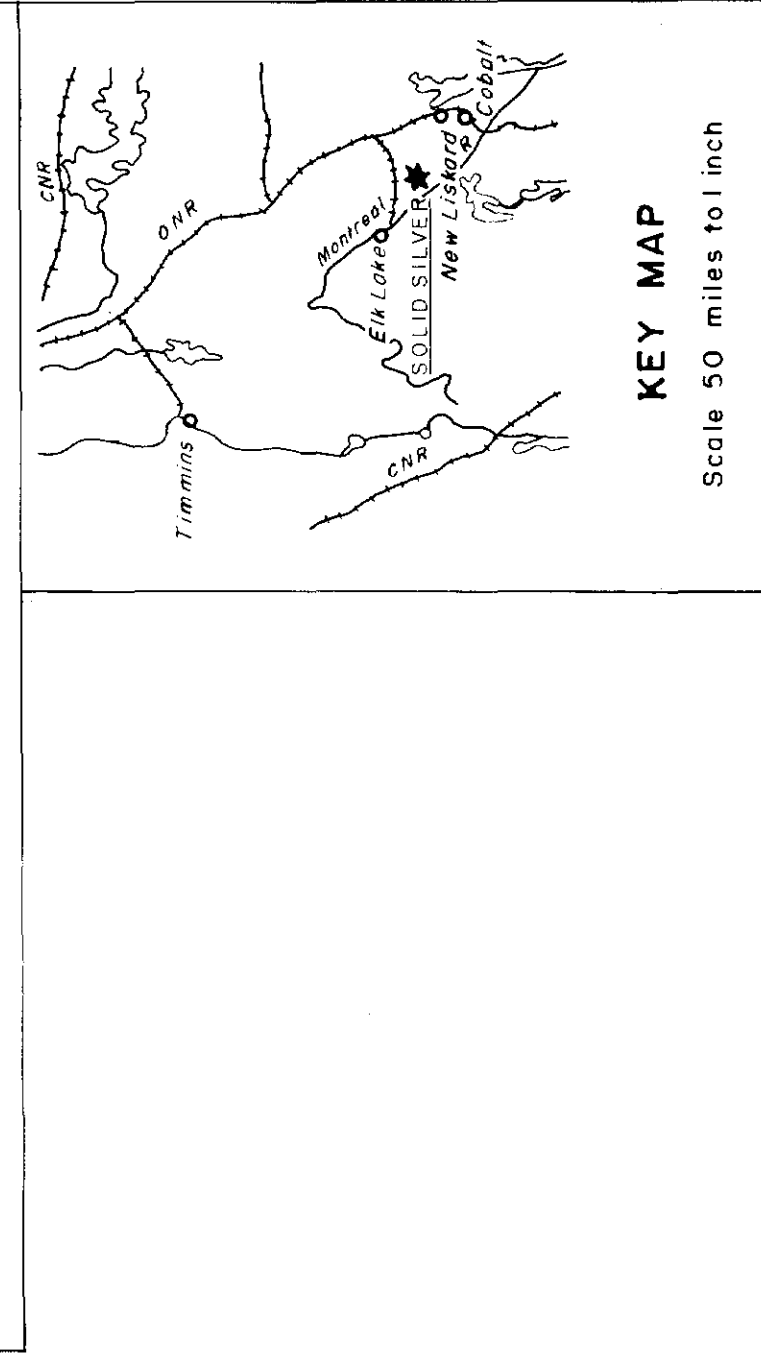 CNR
ONR
Timmins
Montreal
Elk Lake
SOLID SILVER
New Liskard
R
Cobalt
CNR
KEY MAP
Scale 50 miles to 1 inch